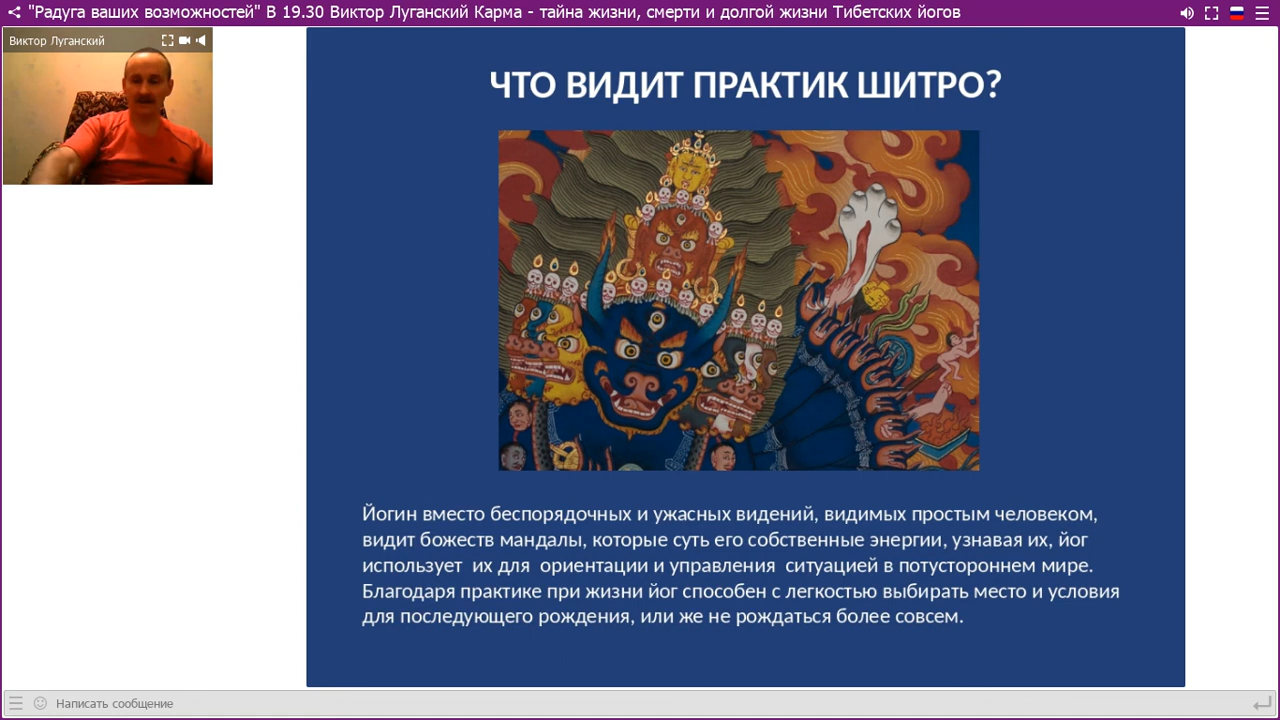 "Радуга ваших возможностей" В 19.30 Виктор Луганский Карма - тайна жизни, смерти и долгой жизни Тибетских йогов
Виктор Луганский
ЧТО ВИДИТ ПРАКТИК ШИТРО?
Йогин вместо беспорядочных и ужасных видений, видимых простым человеком,
видит божеств мандалы, которые суть его собственные энергии, узнавая их, йог
использует их для ориентации и управления ситуацией в потустороннем мире.
Благодаря практике при жизни йог способен с легкостью выбирать место и условия
для последующего рождения, или же не рождаться более совсем.
Написать сообщение